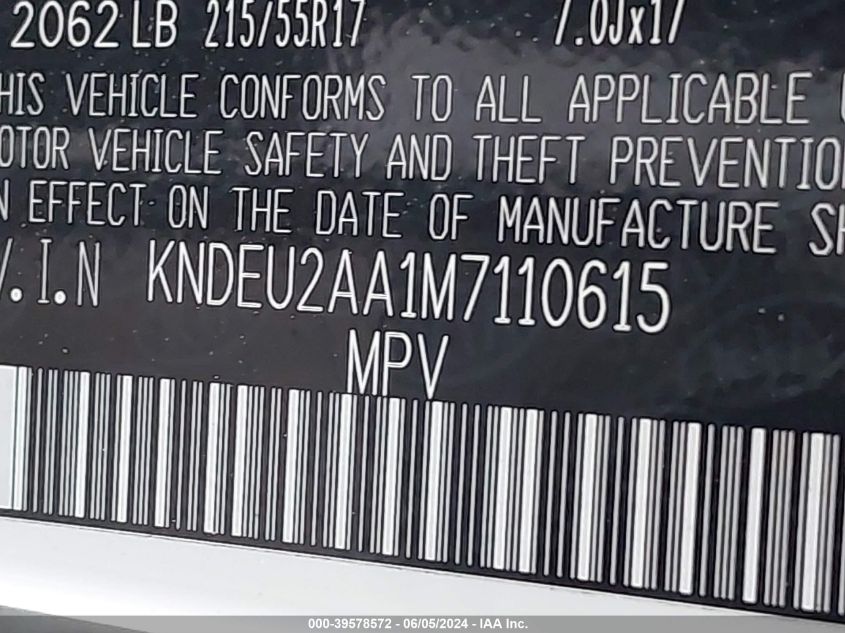 2062 LB 215/55R17 7.0Jx17
HIS VEHICLE CONFORMS TO ALL APPLICABLE
OTOR VEHICLE SAFETY AND THEFT PREVENTIO
N EFFECT ON THE DATE OF MANUFACTURE SH
V.I.N KNDEU2AA1M7110615
MPV
000-39578572 - 06/05/2024 - IAA Inc.